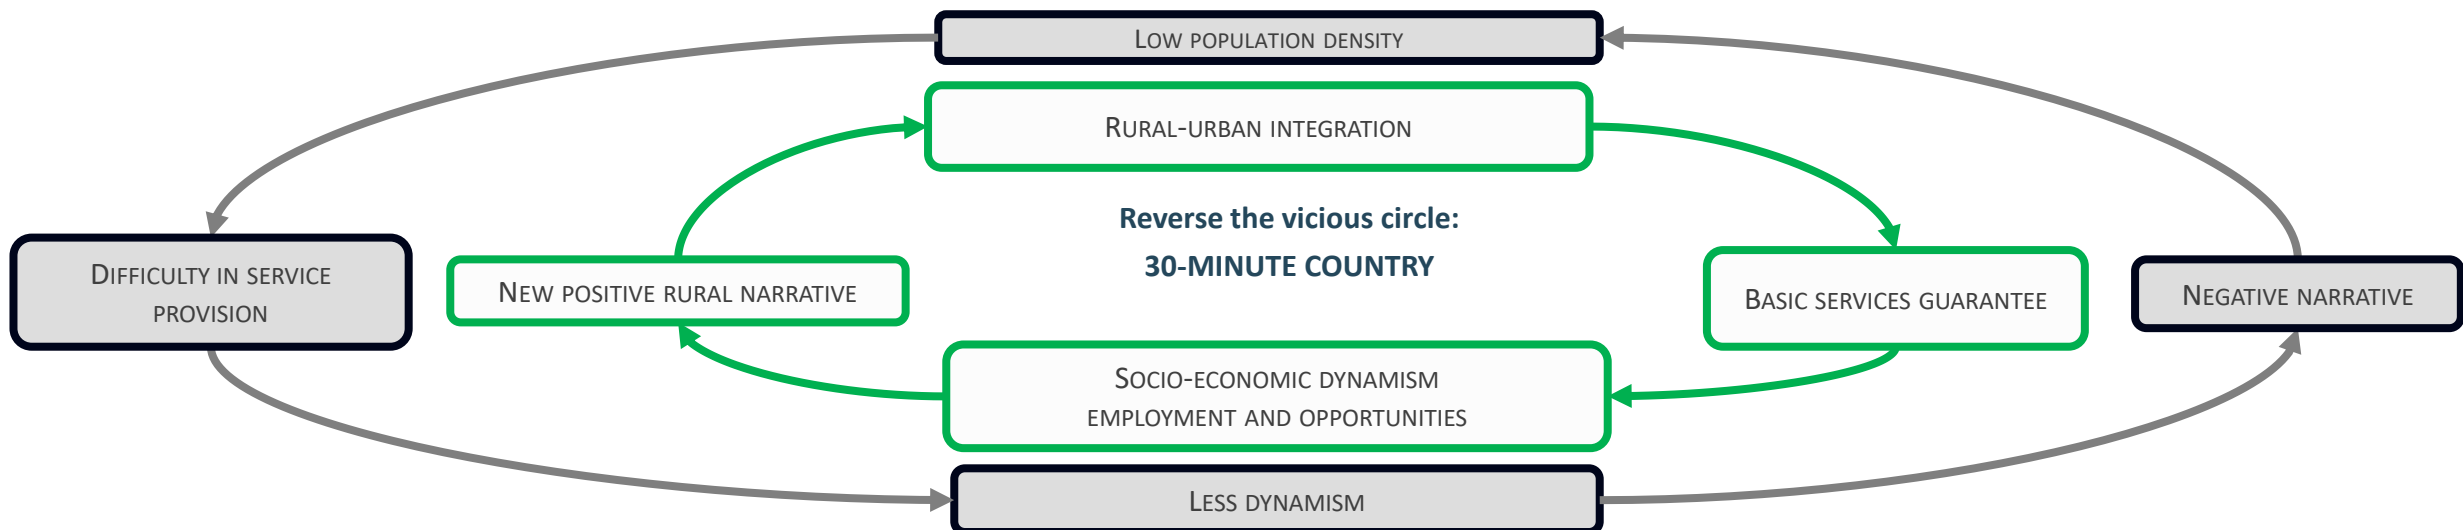 LOW POPULATION DENSITY
RURAL-URBAN INTEGRATION
Reverse the vicious circle:
30-MINUTE COUNTRY
DIFFICULTY IN SERVICE
PROVISION
NEW POSITIVE RURAL NARRATIVE
BASIC SERVICES GUARANTEE
NEGATIVE NARRATIVE
SOCIO-ECONOMIC DYNAMISM
EMPLOYMENT AND OPPORTUNITIES
LESS DYNAMISM